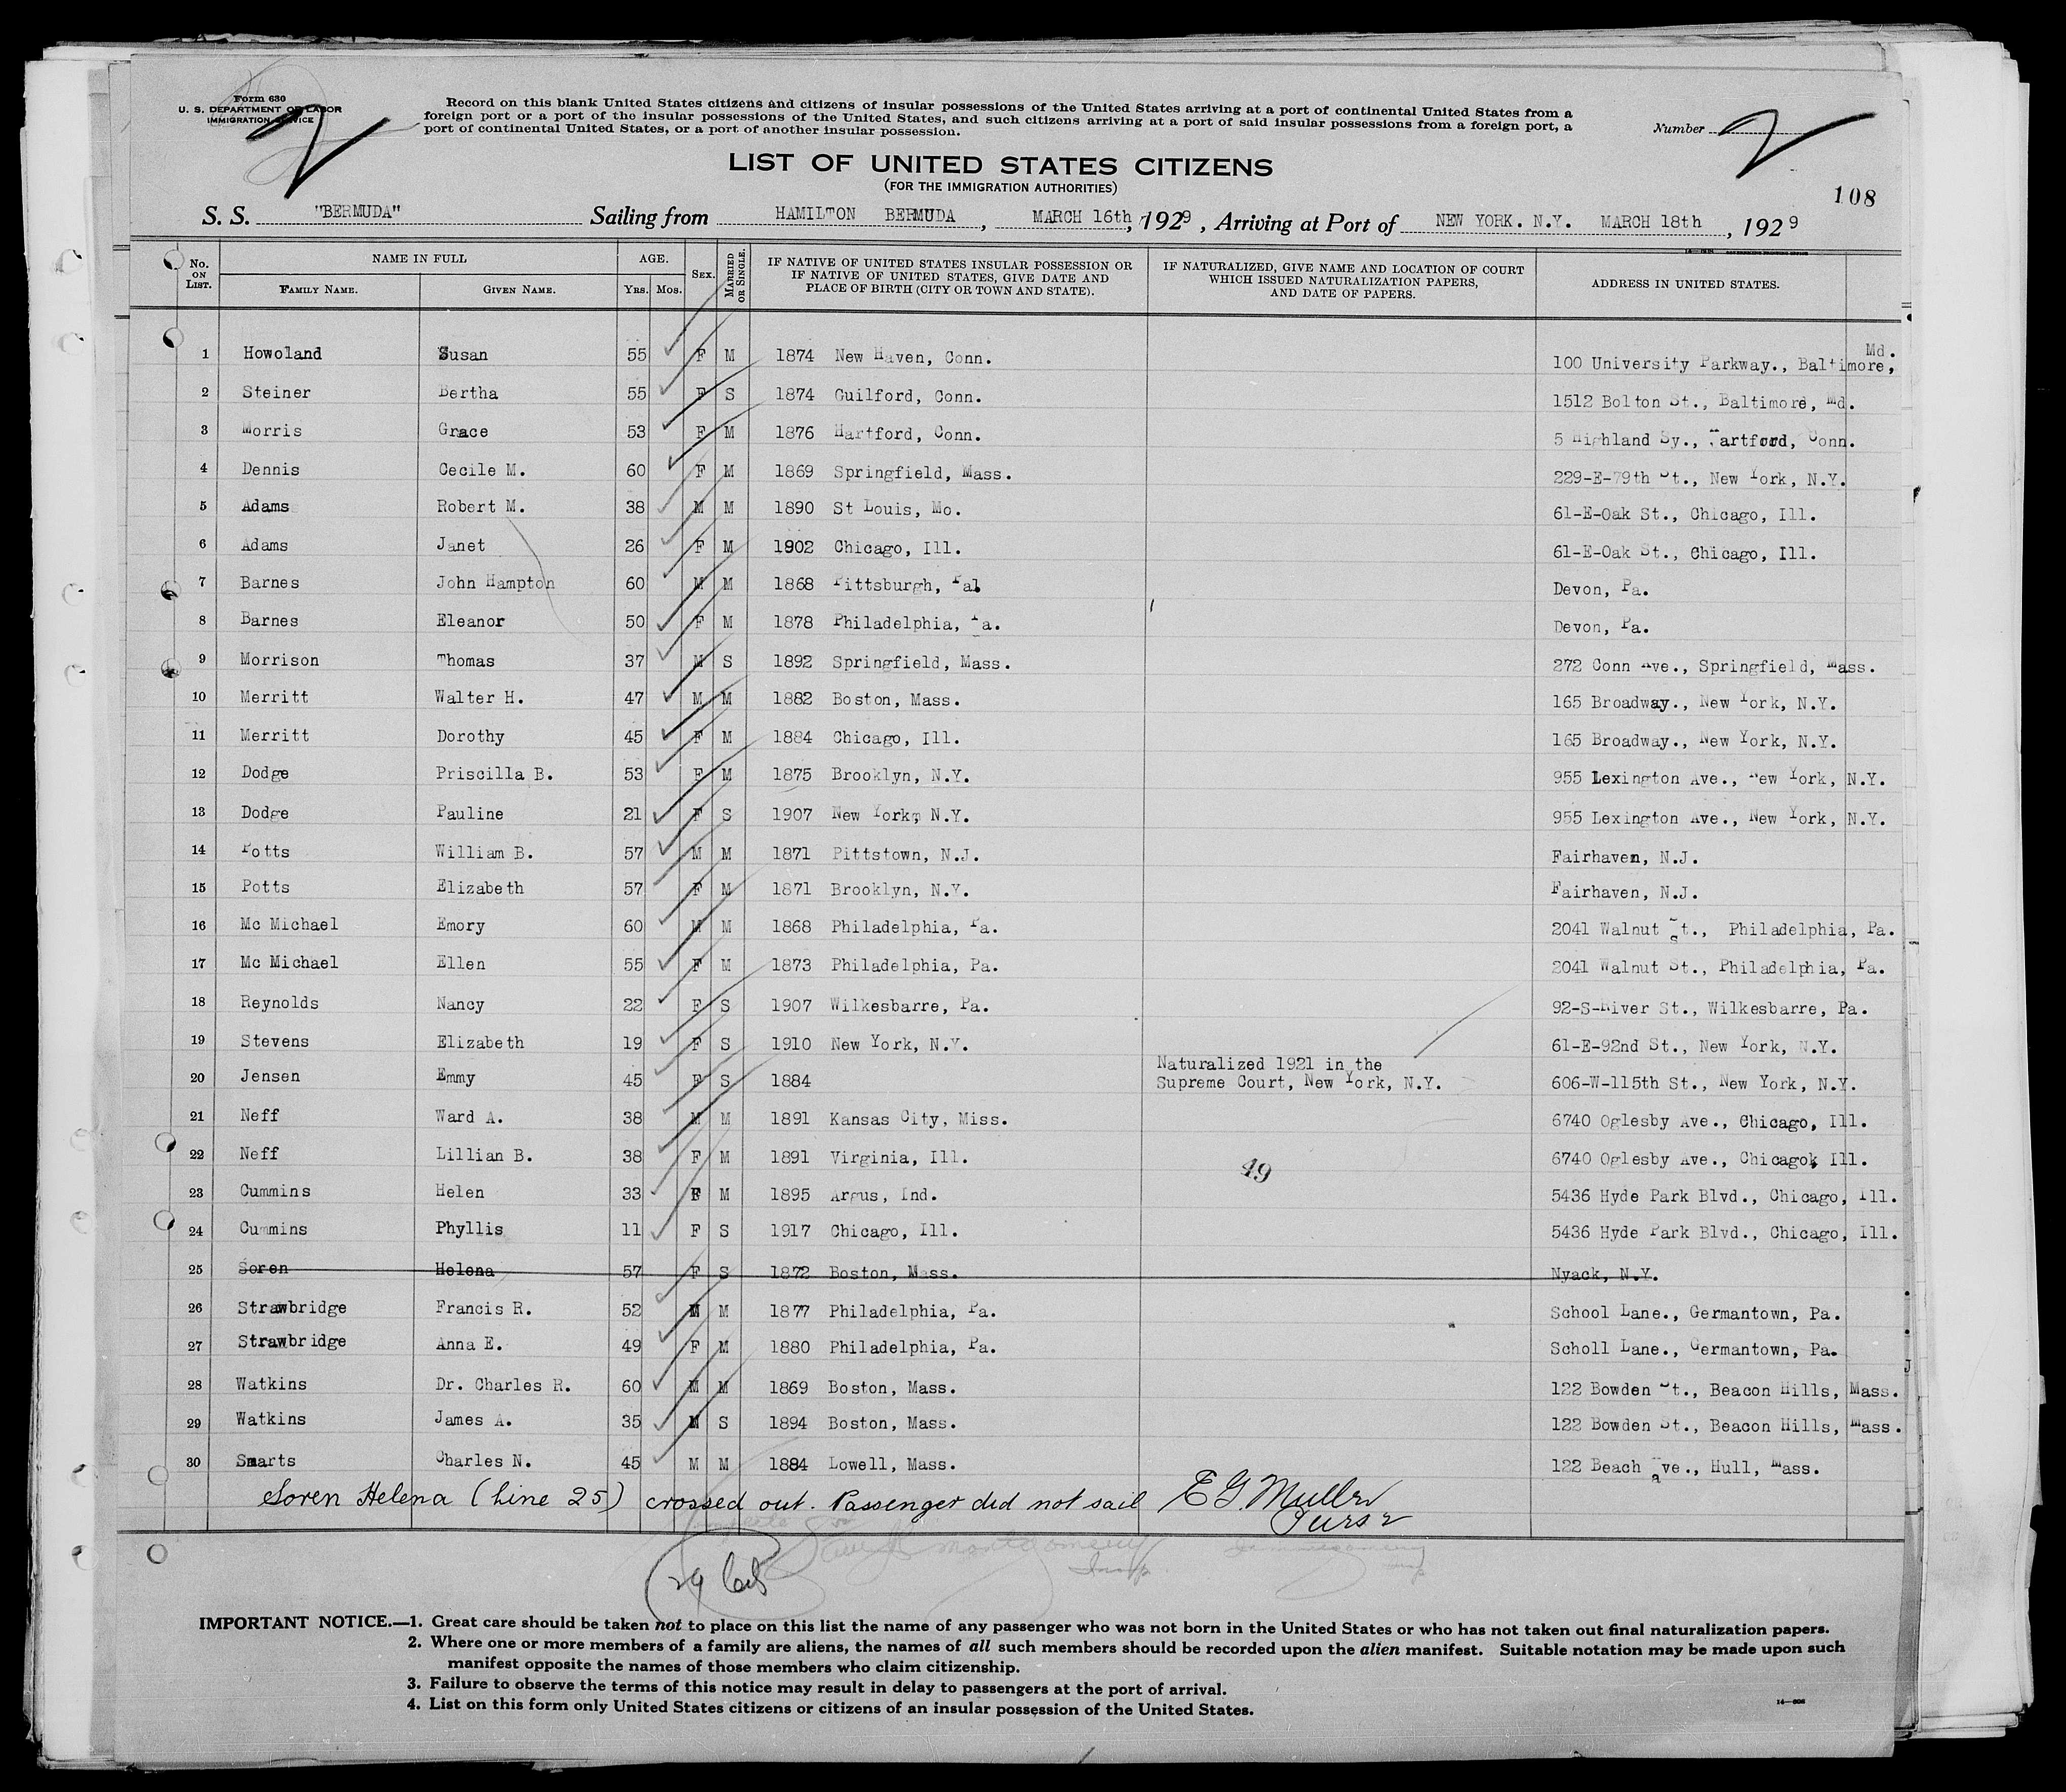 Form 630
U. S. DEPARTMENT OF LABOR
IMMIGRATION SERVICE
Record on this blank United States citizens and citizens of insular possessions of the United States arriving at a port of continental United States from a
foreign port or a port of the insular possessions of the United States, and such citizens arriving at a port of said insular possessions from a foreign port, a
port of continental United States, or a port of another insular possession.
Number 2
2
LIST OF UNITED STATES CITIZENS
(FOR THE IMMIGRATION AUTHORITIES)
108
S. S. "BERMUDA" Sailing from HAMILTON BERMUDA, MARCH 16th, 1929, Arriving at Port of NEW YORK. N.Y. MARCH 18th, 1929
No. ON LIST. NAME IN FULL FAMILY NAME. GIVEN NAME. AGE. YRS. MOS. SEX. MARRIED OR SINGLE. IF NATIVE OF UNITED STATES INSULAR POSSESSION OR IF NATIVE OF UNITED STATES, GIVE DATE AND PLACE OF BIRTH (CITY OR TOWN AND STATE). IF NATURALIZED, GIVE NAME AND LOCATION OF COURT WHICH ISSUED NATURALIZATION PAPERS, AND DATE OF PAPERS. ADDRESS IN UNITED STATES.
1 Howoland Susan 55 F M 1874 New Haven, Conn. 100 University Parkway., Baltimore, Md.
2 Steiner Bertha 55 F S 1874 Guilford, Conn. 1512 Bolton St., Baltimore, Md.
3 Morris Grace 53 F M 1876 Hartford, Conn. 5 Highland Sy., Hartford, Conn.
4 Dennis Cecile M. 60 F M 1869 Springfield, Mass. 229-E-79th St., New York, N.Y.
5 Adams Robert M. 38 M M 1890 St Louis, Mo. 61-E-Oak St., Chicago, Ill.
6 Adams Janet 26 F M 1902 Chicago, Ill. 61-E-Oak St., Chicago, Ill.
7 Barnes John Hampton 60 M M 1868 Pittsburgh, Pal Devon, Pa.
8 Barnes Eleanor 50 F M 1878 Philadelphia, Pa. Devon, Pa.
9 Morrison Thomas 37 M S 1892 Springfield, Mass. 272 Conn Ave., Springfield, Mass.
10 Merritt Walter H. 47 M M 1882 Boston, Mass. 165 Broadway., New York, N.Y.
11 Merritt Dorothy 45 F M 1884 Chicago, Ill. 165 Broadway., New York, N.Y.
12 Dodge Priscilla B. 53 F M 1875 Brooklyn, N.Y. 955 Lexington Ave., New York, N.Y.
13 Dodge Pauline 21 F S 1907 New York, N.Y. 955 Lexington Ave., New York, N.Y.
14 Potts William B. 57 M M 1871 Pittstown, N.J. Fairhaven, N.J.
15 Potts Elizabeth 57 F M 1871 Brooklyn, N.Y. Fairhaven, N.J.
16 Mc Michael Emory 60 M M 1868 Philadelphia, Pa. 2041 Walnut St., Philadelphia, Pa.
17 Mc Michael Ellen 55 F M 1873 Philadelphia, Pa. 2041 Walnut St., Philadelphia, Pa.
18 Reynolds Nancy 22 F S 1907 Wilkesbarre, Pa. 92-S-River St., Wilkesbarre, Pa.
19 Stevens Elizabeth 19 F S 1910 New York, N.Y. 61-E-92nd St., New York, N.Y.
20 Jensen Emmy 45 F S 1884 Naturalized 1921 in the Supreme Court, New York, N.Y. 606-W-115th St., New York, N.Y.
21 Neff Ward A. 38 M M 1891 Kansas City, Miss. 6740 Oglesby Ave., Chicago, Ill.
22 Neff Lillian B. 38 F M 1891 Virginia, Ill. 6740 Oglesby Ave., Chicago, Ill.
49
23 Cummins Helen 33 F M 1895 Argus, Ind. 5436 Hyde Park Blvd., Chicago, Ill.
24 Cummins Phyllis 11 F S 1917 Chicago, Ill. 5436 Hyde Park Blvd., Chicago, Ill.
25 Soren Helena 57 F S 1872 Boston, Mass. Nyack, N.Y.
26 Strawbridge Francis R. 52 M M 1877 Philadelphia, Pa. School Lane., Germantown, Pa.
27 Strawbridge Anna E. 49 F M 1880 Philadelphia, Pa. Scholl Lane., Germantown, Pa.
28 Watkins Dr. Charles R. 60 M M 1869 Boston, Mass. 122 Bowden St., Beacon Hills, Mass.
29 Watkins James A. 35 M S 1894 Boston, Mass. 122 Bowden St., Beacon Hills, Mass.
30 Smarts Charles N. 45 M M 1884 Lowell, Mass. 122 Beach Ave., Hull, Mass.
Soren Helena (Line 25) crossed out. Passenger did not sail E G Muller
Purser
29
IMPORTANT NOTICE.—1. Great care should be taken not to place on this list the name of any passenger who was not born in the United States or who has not taken out final naturalization papers.
2. Where one or more members of a family are aliens, the names of all such members should be recorded upon the alien manifest. Suitable notation may be made upon such
manifest opposite the names of those members who claim citizenship.
3. Failure to observe the terms of this notice may result in delay to passengers at the port of arrival.
4. List on this form only United States citizens or citizens of an insular possession of the United States.